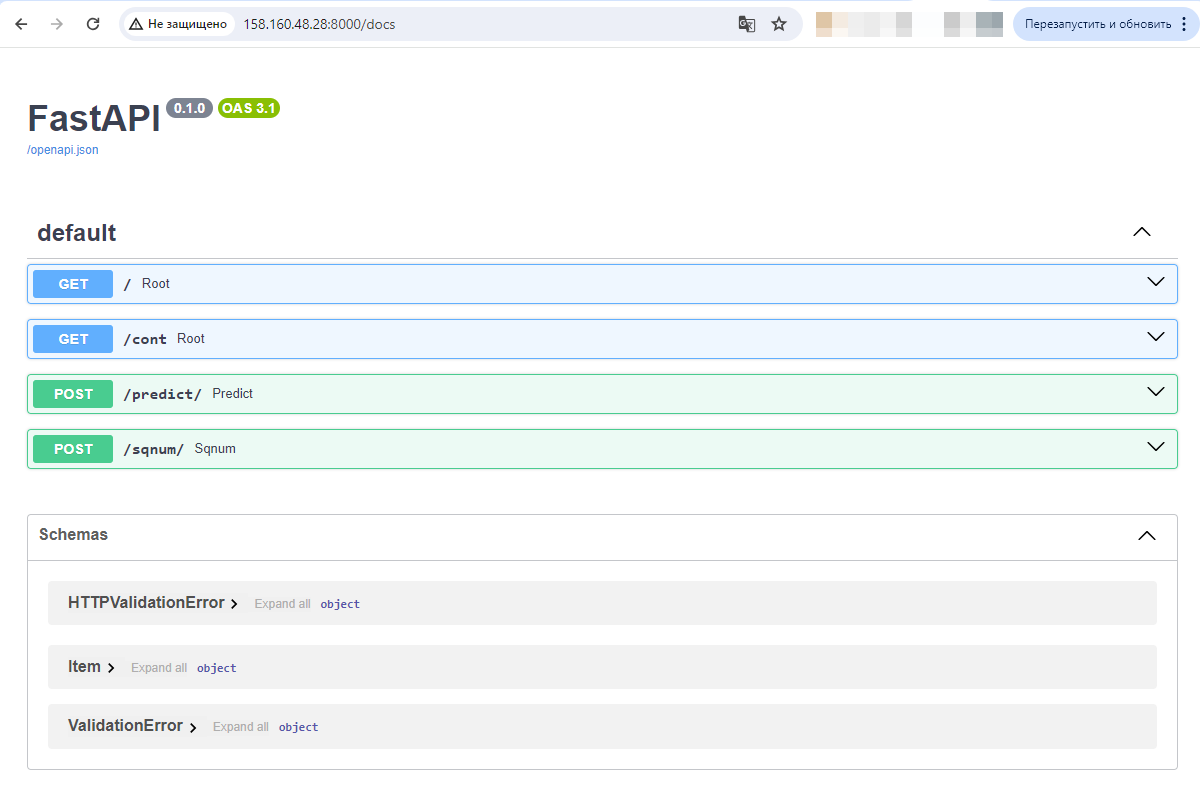 Не защищено 158.160.48.28:8000/docs Перезапустить и обновить
FastAPI 0.1.0 OAS 3.1
/openapi.json
default
GET / Root
GET /cont Root
POST /predict/ Predict
POST /sqnum/ Sqnum
Schemas
HTTPValidationError Expand all object
Item Expand all object
ValidationError Expand all object